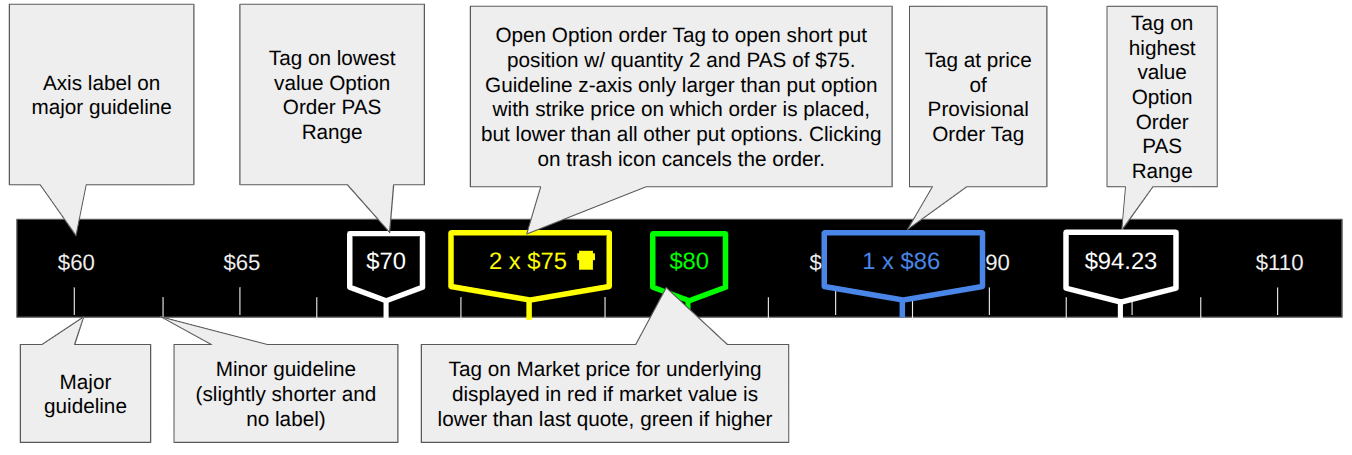 Axis label on
major guideline
Tag on lowest
value Option
Order PAS
Range
Open Option order Tag to open short put
position w/ quantity 2 and PAS of $75.
Guideline z-axis only larger than put option
with strike price on which order is placed,
but lower than all other put options. Clicking
on trash icon cancels the order.
Tag at price
of
Provisional
Order Tag
Tag on
highest
value
Option
Order
PAS
Range
$60
$65
$70
2 x $75
$80
$
1 x $86
90
$94.23
$110
Major
guideline
Minor guideline
(slightly shorter and
no label)
Tag on Market price for underlying
displayed in red if market value is
lower than last quote, green if higher